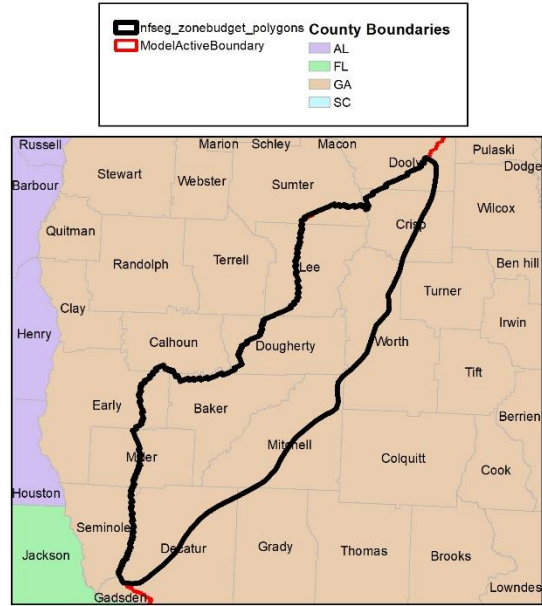 nfseg_zonebudget_polygons
ModelActiveBoundary
County Boundaries
AL
FL
GA
SC
Russell
Marion
Schley
Macon
Dooly
Pulaski
Dodge
Barbour
Stewart
Webster
Sumter
Wilcox
Quitman
Crisp
Randolph
Terrell
Lee
Ben hill
Turner
Clay
Irwin
Henry
Calhoun
Dougherty
Worth
Tift
Early
Baker
Berrien
Miller
Mitchell
Colquitt
Cook
Houston
Seminole
Jackson
Decatur
Grady
Thomas
Brooks
Lowndes
Gadsden